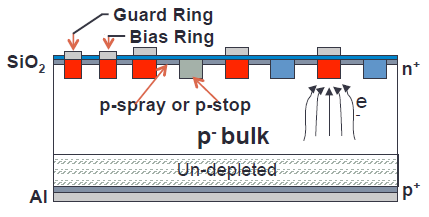 Guard Ring
Bias Ring
SiO₂
n⁺
p-spray or p-stop
e
-
p⁻ bulk
Un-depleted
Al
p⁺